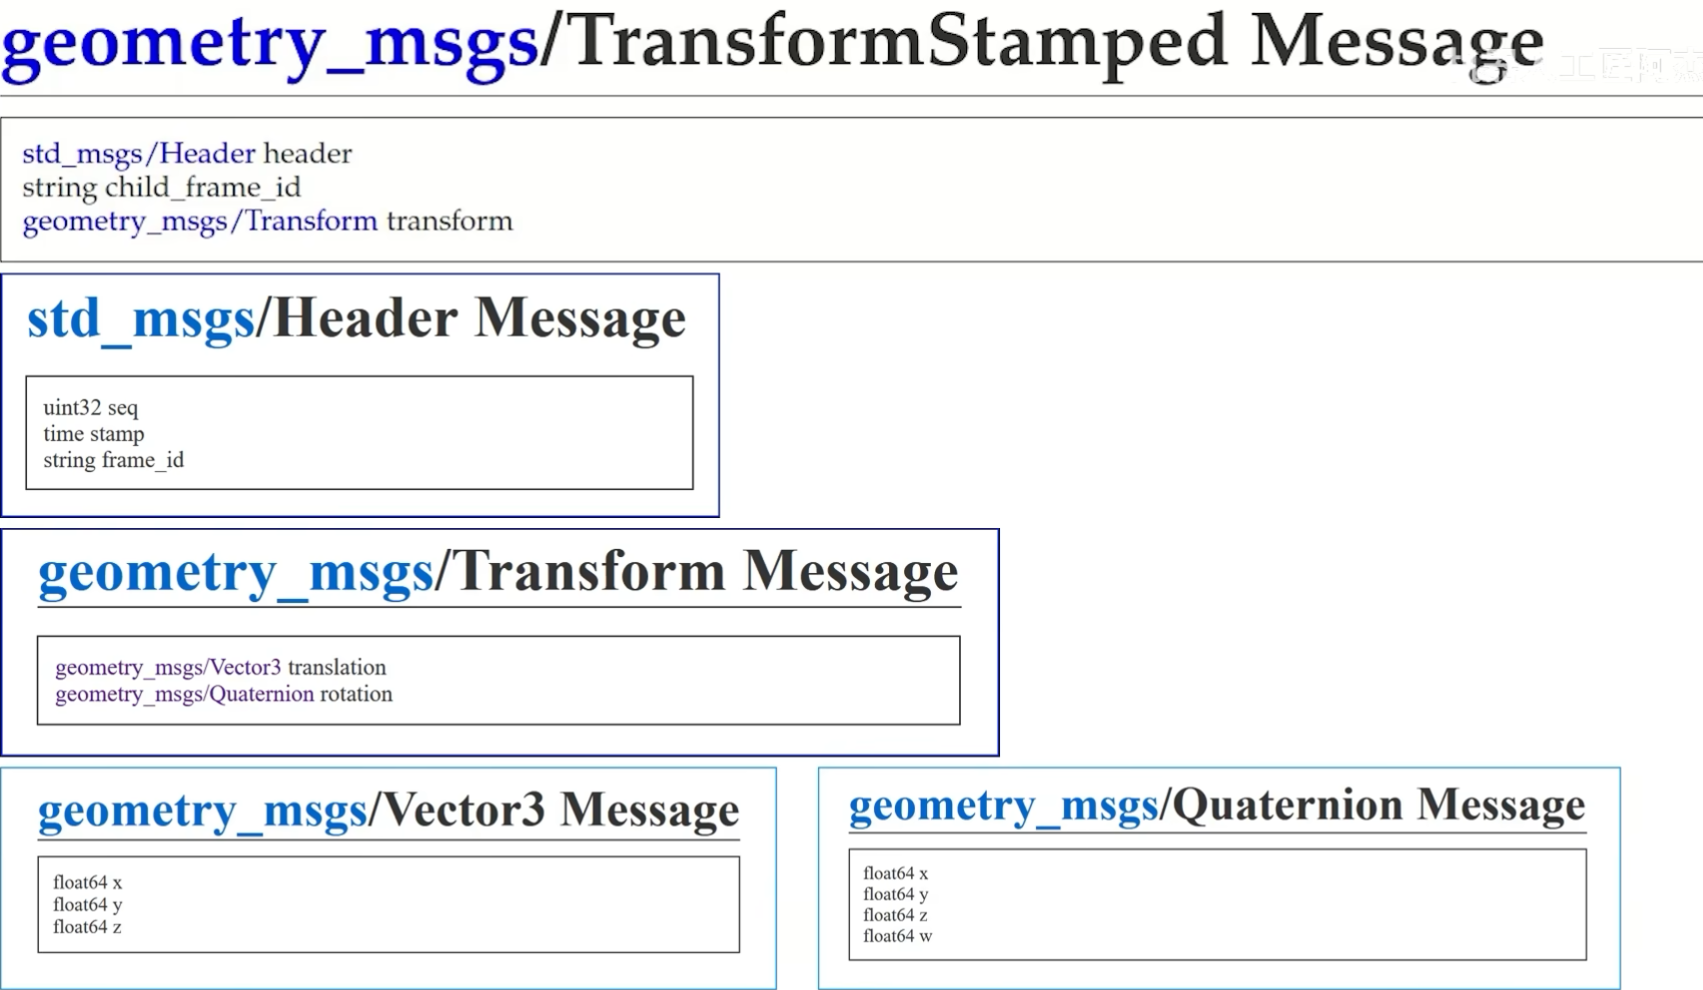 geometry_msgs/TransformStamped Message
std_msgs/Header header
string child_frame_id
geometry_msgs/Transform transform
std_msgs/Header Message
uint32 seq
time stamp
string frame_id
geometry_msgs/Transform Message
geometry_msgs/Vector3 translation
geometry_msgs/Quaternion rotation
geometry_msgs/Vector3 Message
float64 x
float64 y
float64 z
geometry_msgs/Quaternion Message
float64 x
float64 y
float64 z
float64 w